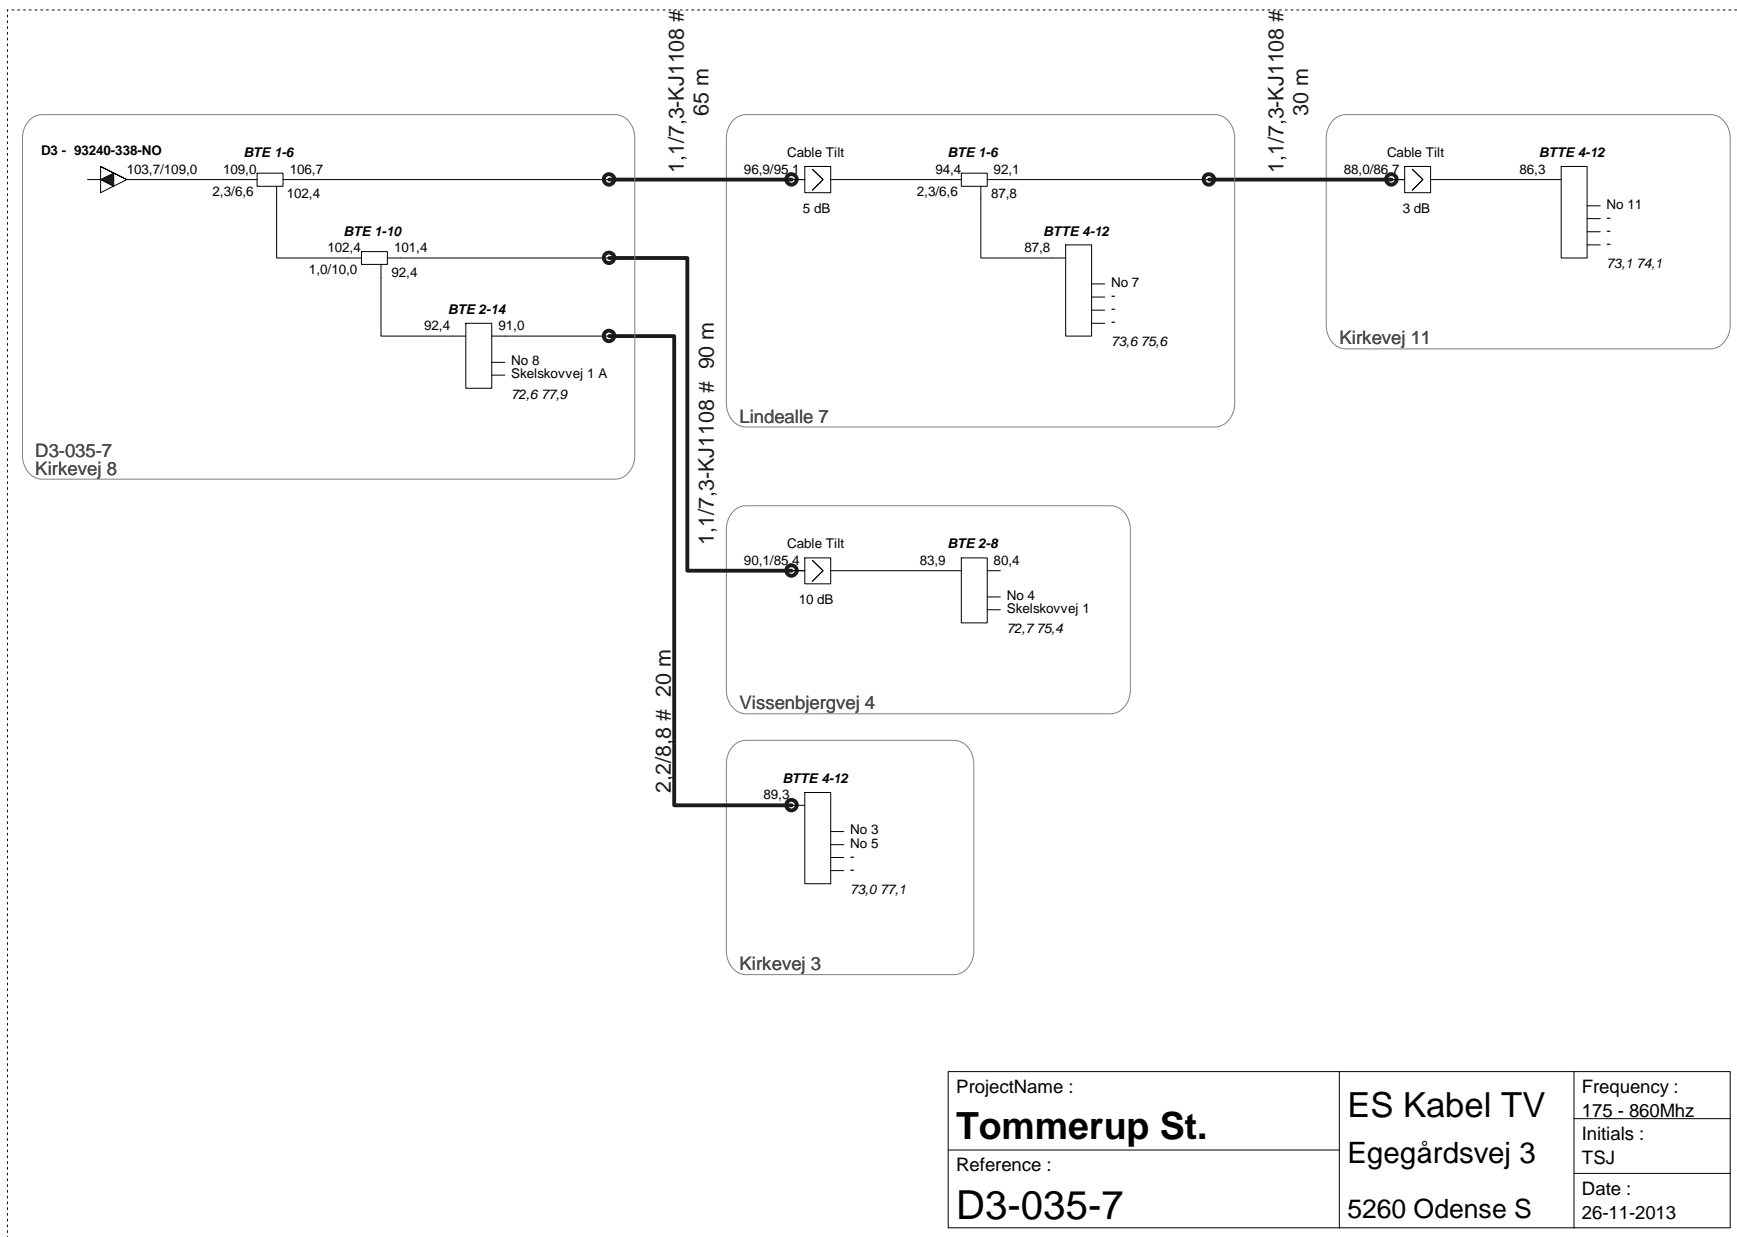 1,1/7,3-KJ1108 #
65 m
1,1/7,3-KJ1108 #
30 m
D3 - 93240-338-NO
103,7/109,0
BTE 1-6
109,0
106,7
2,3/6,6
102,4
BTE 1-10
102,4
101,4
1,0/10,0
92,4
BTE 2-14
92,4
91,0
No 8
Skelskovvej 1 A
72,6 77,9
D3-035-7
Kirkevej 8
Cable Tilt
96,9/95,1
5 dB
BTE 1-6
94,4
92,1
2,3/6,6
87,8
BTTE 4-12
87,8
No 7
-
-
-
73,6 75,6
Lindealle 7
Cable Tilt
88,0/86,7
3 dB
BTTE 4-12
86,3
No 11
-
-
-
73,1 74,1
Kirkevej 11
1,1/7,3-KJ1108 # 90 m
Cable Tilt
90,1/85,4
10 dB
BTE 2-8
83,9
80,4
No 4
Skelskovvej 1
72,7 75,4
Vissenbjergvej 4
2,2/8,8 # 20 m
BTTE 4-12
89,3
No 3
No 5
-
-
73,0 77,1
Kirkevej 3
ProjectName :
Tommerup St.
Reference :
D3-035-7
ES Kabel TV
Egegårdsvej 3
5260 Odense S
Frequency :
175 - 860Mhz
Initials :
TSJ
Date :
26-11-2013